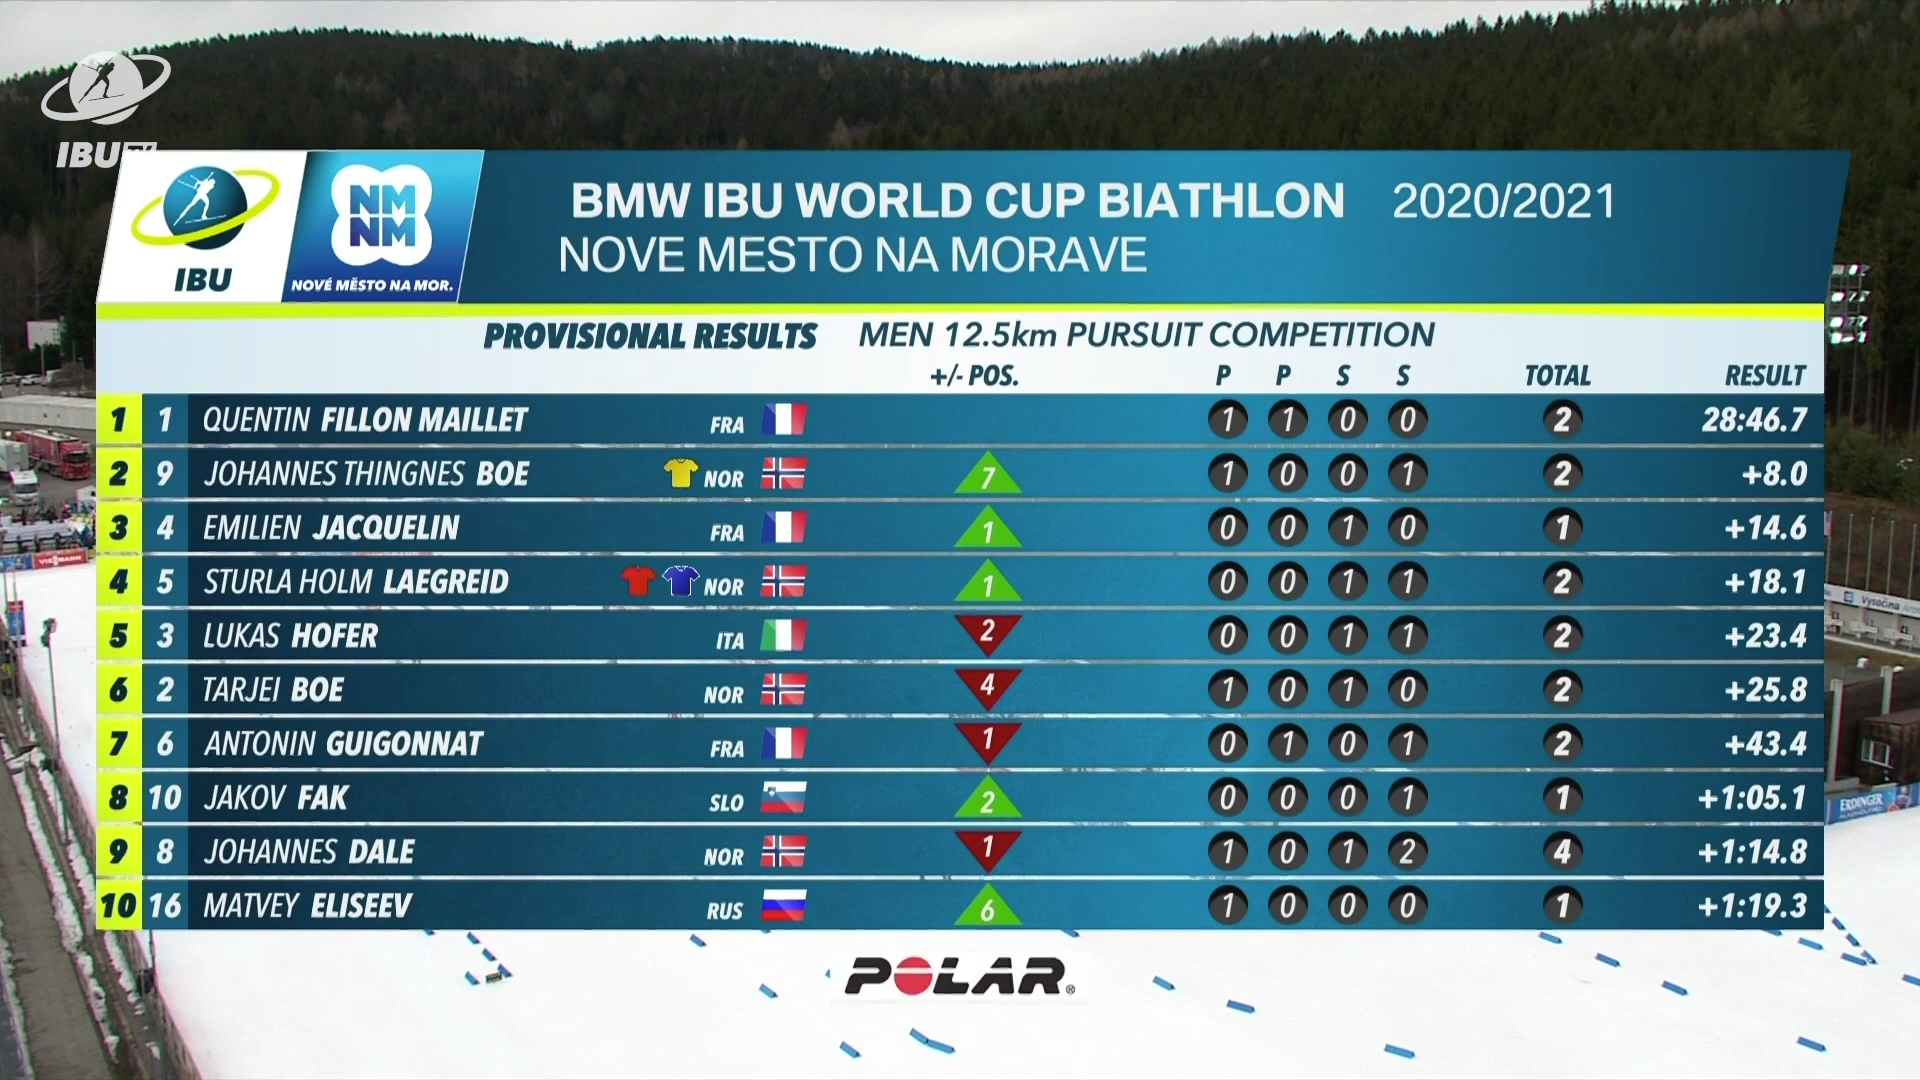 IBUTV
IBU
NM
NM
NOVÉ MĚSTO NA MOR.
BMW IBU WORLD CUP BIATHLON 2020/2021
NOVE MESTO NA MORAVE
PROVISIONAL RESULTS MEN 12.5km PURSUIT COMPETITION
+/- POS. P P S S TOTAL RESULT
1 1 QUENTIN FILLON MAILLET FRA 1 1 0 0 2 28:46.7
2 9 JOHANNES THINGNES BOE NOR 7 1 0 0 1 2 +8.0
3 4 EMILIEN JACQUELIN FRA 1 0 0 1 0 1 +14.6
4 5 STURLA HOLM LAEGREID NOR 1 0 0 1 1 2 +18.1
5 3 LUKAS HOFER ITA 2 0 0 1 1 2 +23.4
6 2 TARJEI BOE NOR 4 1 0 1 0 2 +25.8
7 6 ANTONIN GUIGONNAT FRA 1 0 1 0 1 2 +43.4
8 10 JAKOV FAK SLO 2 0 0 0 1 1 +1:05.1
9 8 JOHANNES DALE NOR 1 1 0 1 2 4 +1:14.8
10 16 MATVEY ELISEEV RUS 6 1 0 0 0 1 +1:19.3
VIESSMANN
Vysočina
ERDINGER
POLAR®